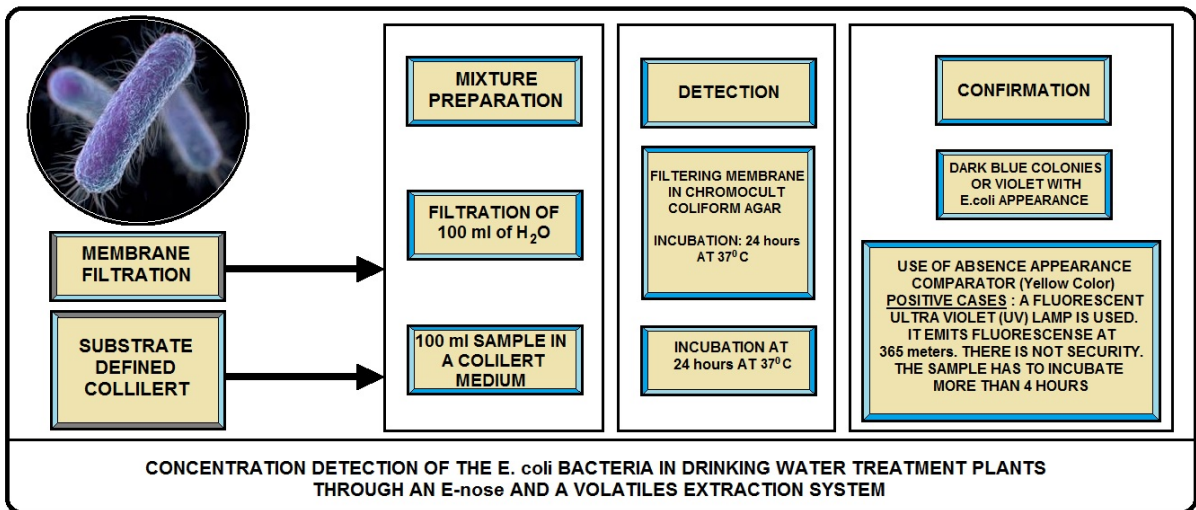 MEMBRANE
FILTRATION
SUBSTRATE
DEFINED
COLLILERT
MIXTURE
PREPARATION
FILTRATION OF
100 ml of H₂O
100 ml SAMPLE IN
A COLILERT
MEDIUM
DETECTION
FILTERING MEMBRANE
IN CHROMOCULT
COLIFORM AGAR
INCUBATION: 24 hours
AT 37⁰ C
INCUBATION AT
24 hours AT 37⁰ C
CONFIRMATION
DARK BLUE COLONIES
OR VIOLET WITH
E.coli APPEARANCE
USE OF ABSENCE APPEARANCE
COMPARATOR (Yellow Color)
POSITIVE CASES : A FLUORESCENT
ULTRA VIOLET (UV) LAMP IS USED.
IT EMITS FLUORESCENSE AT
365 meters. THERE IS NOT SECURITY.
THE SAMPLE HAS TO INCUBATE
MORE THAN 4 HOURS
CONCENTRATION DETECTION OF THE E. coli BACTERIA IN DRINKING WATER TREATMENT PLANTS
THROUGH AN E-nose AND A VOLATILES EXTRACTION SYSTEM